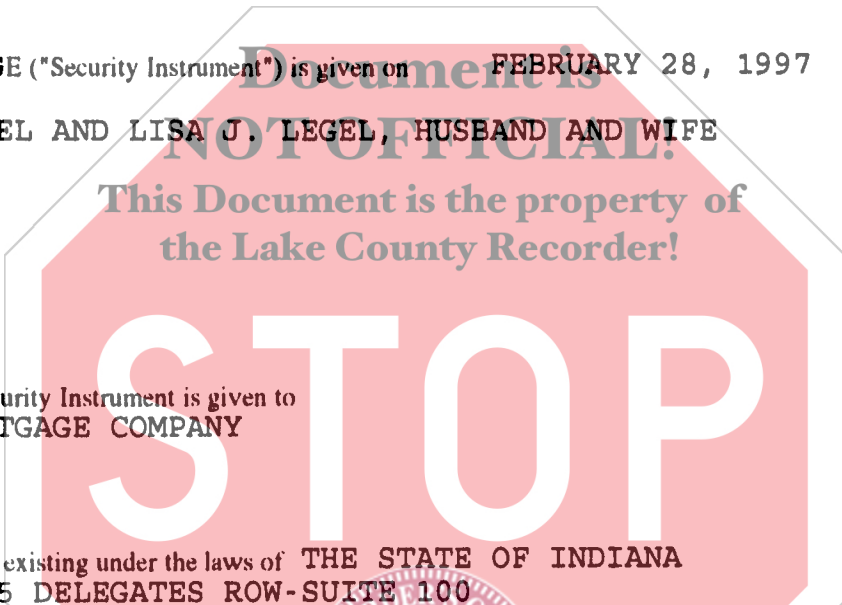 GE ("Security Instrument") is given on FEBRUARY 28, 1997
Document is
EL AND LISA J. LEGEL, HUSBAND AND WIFE
NOT OFFICIAL!
This Document is the property of
the Lake County Recorder!
STOP
urity Instrument is given to
TGAGE COMPANY
existing under the laws of THE STATE OF INDIANA
5 DELEGATES ROW-SUITE 100